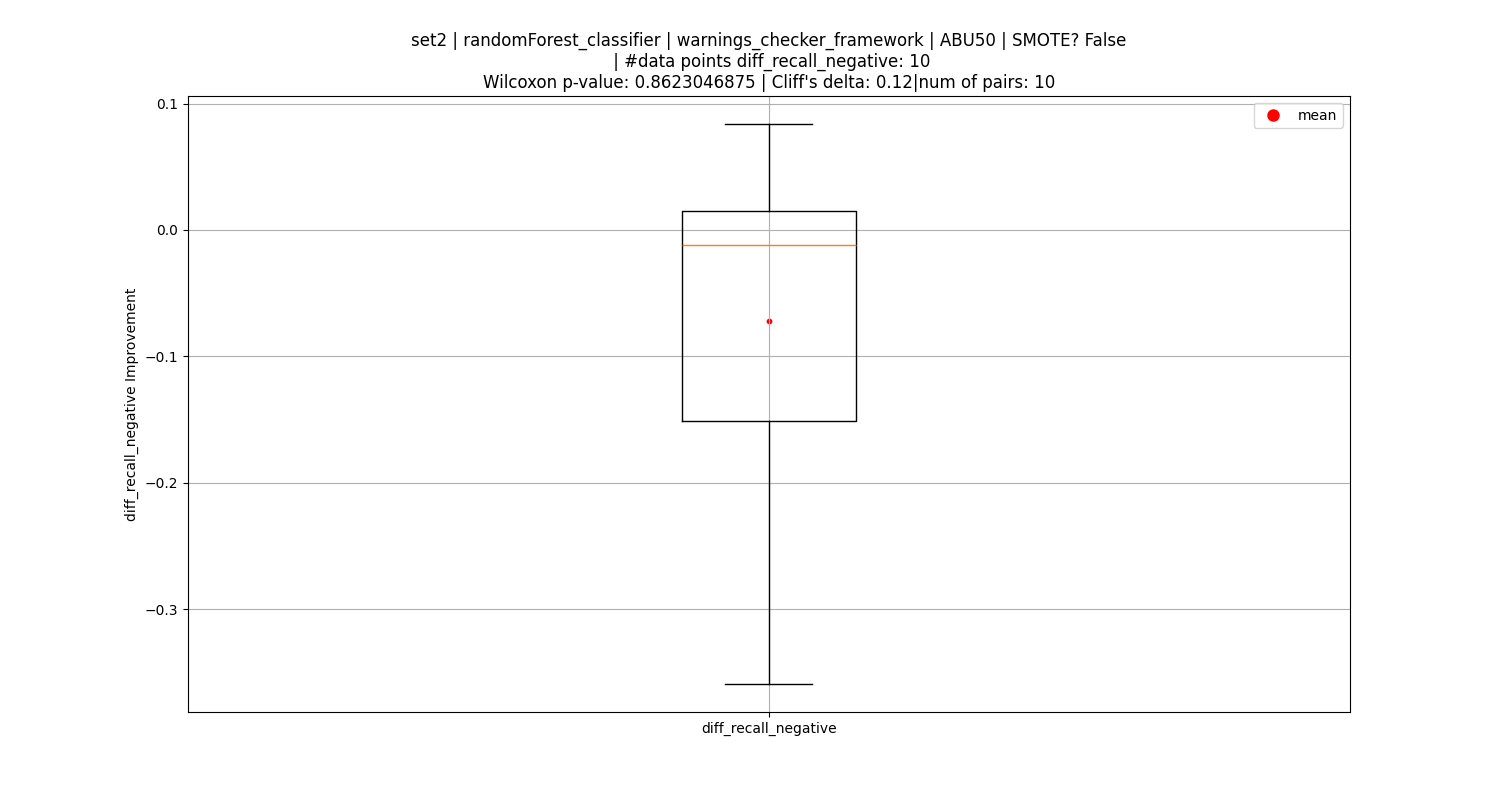 set2 | randomForest_classifier | warnings_checker_framework | ABU50 | SMOTE? False
| #data points diff_recall_negative: 10
Wilcoxon p-value: 0.8623046875 | Cliff's delta: 0.12|num of pairs: 10
mean
0.1
0.0
−0.1
−0.2
−0.3
diff_recall_negative Improvement
diff_recall_negative